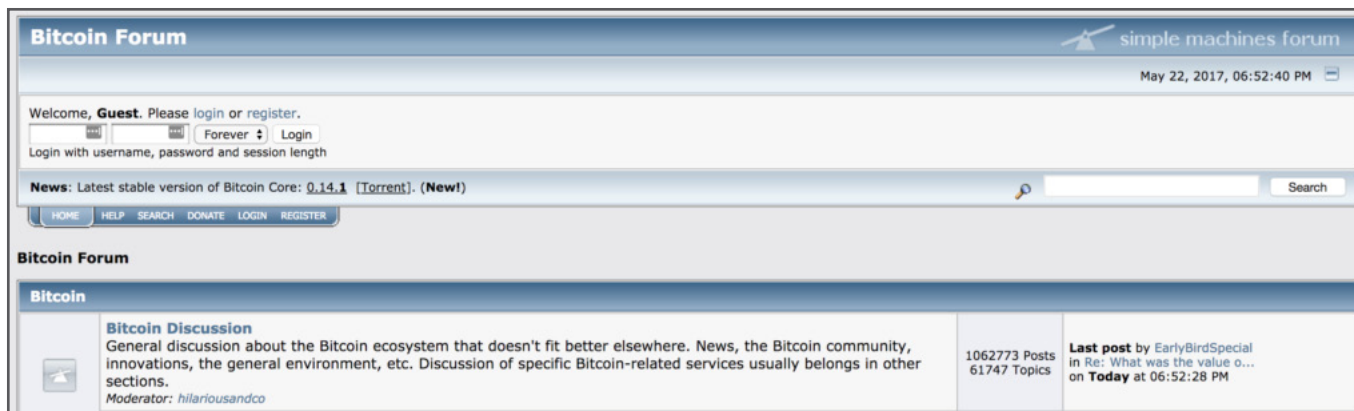 Bitcoin Forum
simple machines forum
May 22, 2017, 06:52:40 PM
Welcome, Guest. Please login or register.
Forever Login
Login with username, password and session length
News: Latest stable version of Bitcoin Core: 0.14.1 [Torrent]. (New!)
Search
HOME HELP SEARCH DONATE LOGIN REGISTER
Bitcoin Forum
Bitcoin
Bitcoin Discussion
General discussion about the Bitcoin ecosystem that doesn't fit better elsewhere. News, the Bitcoin community,
innovations, the general environment, etc. Discussion of specific Bitcoin-related services usually belongs in other
sections.
Moderator: hilariousandco
1062773 Posts
61747 Topics
Last post by EarlyBirdSpecial
in Re: What was the value o...
on Today at 06:52:28 PM